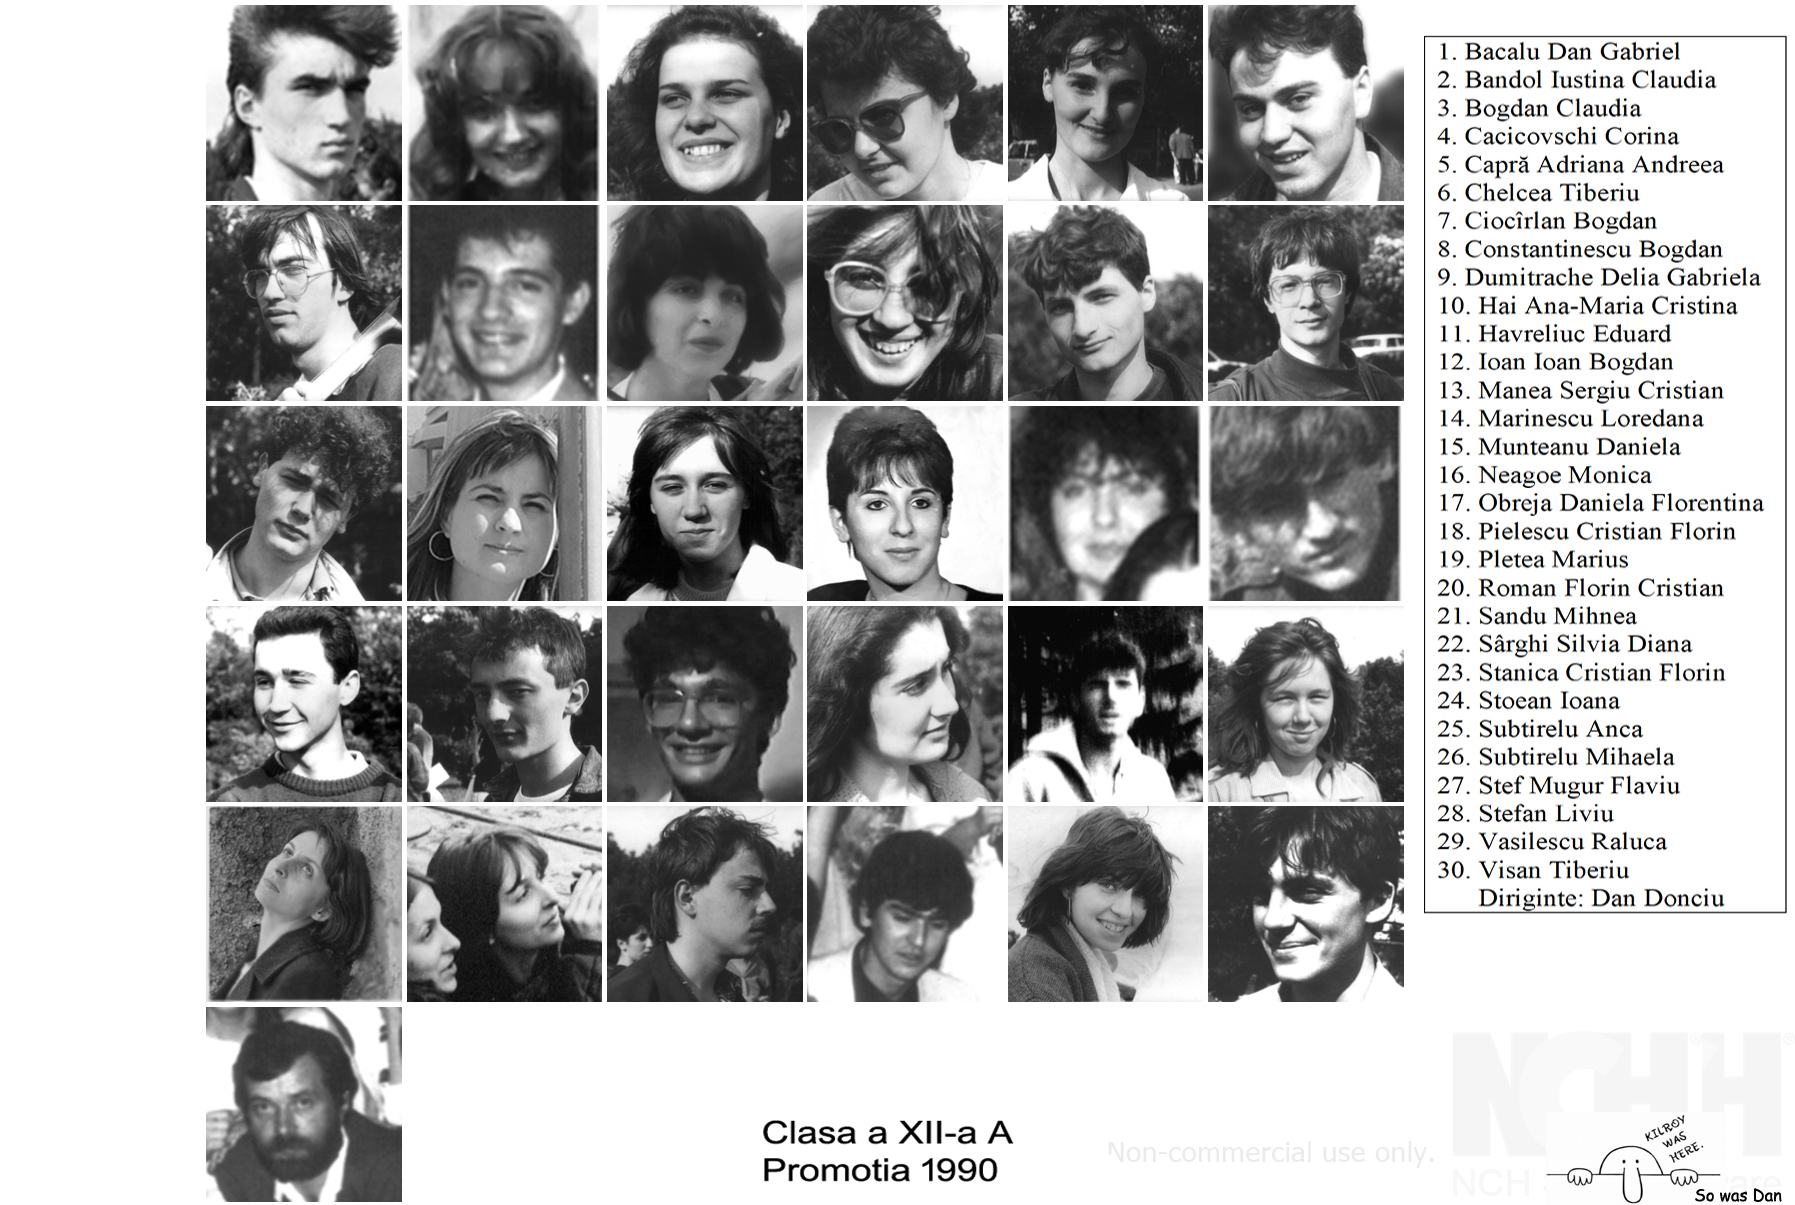 1. Bacalu Dan Gabriel
2. Bandol Iustina Claudia
3. Bogdan Claudia
4. Cacicovschi Corina
5. Capră Adriana Andreea
6. Chelcea Tiberiu
7. Ciocîrlan Bogdan
8. Constantinescu Bogdan
9. Dumitrache Delia Gabriela
10. Hai Ana-Maria Cristina
11. Havreliuc Eduard
12. Ioan Ioan Bogdan
13. Manea Sergiu Cristian
14. Marinescu Loredana
15. Munteanu Daniela
16. Neagoe Monica
17. Obreja Daniela Florentina
18. Pielescu Cristian Florin
19. Pletea Marius
20. Roman Florin Cristian
21. Sandu Mihnea
22. Sârghi Silvia Diana
23. Stanica Cristian Florin
24. Stoean Ioana
25. Subtirelu Anca
26. Subtirelu Mihaela
27. Stef Mugur Flaviu
28. Stefan Liviu
29. Vasilescu Raluca
30. Visan Tiberiu
Diriginte: Dan Donciu
Clasa a XII-a A
Promotia 1990
Non-commercial use only.
NCH
KILROY
WAS
HERE.
So was Dan